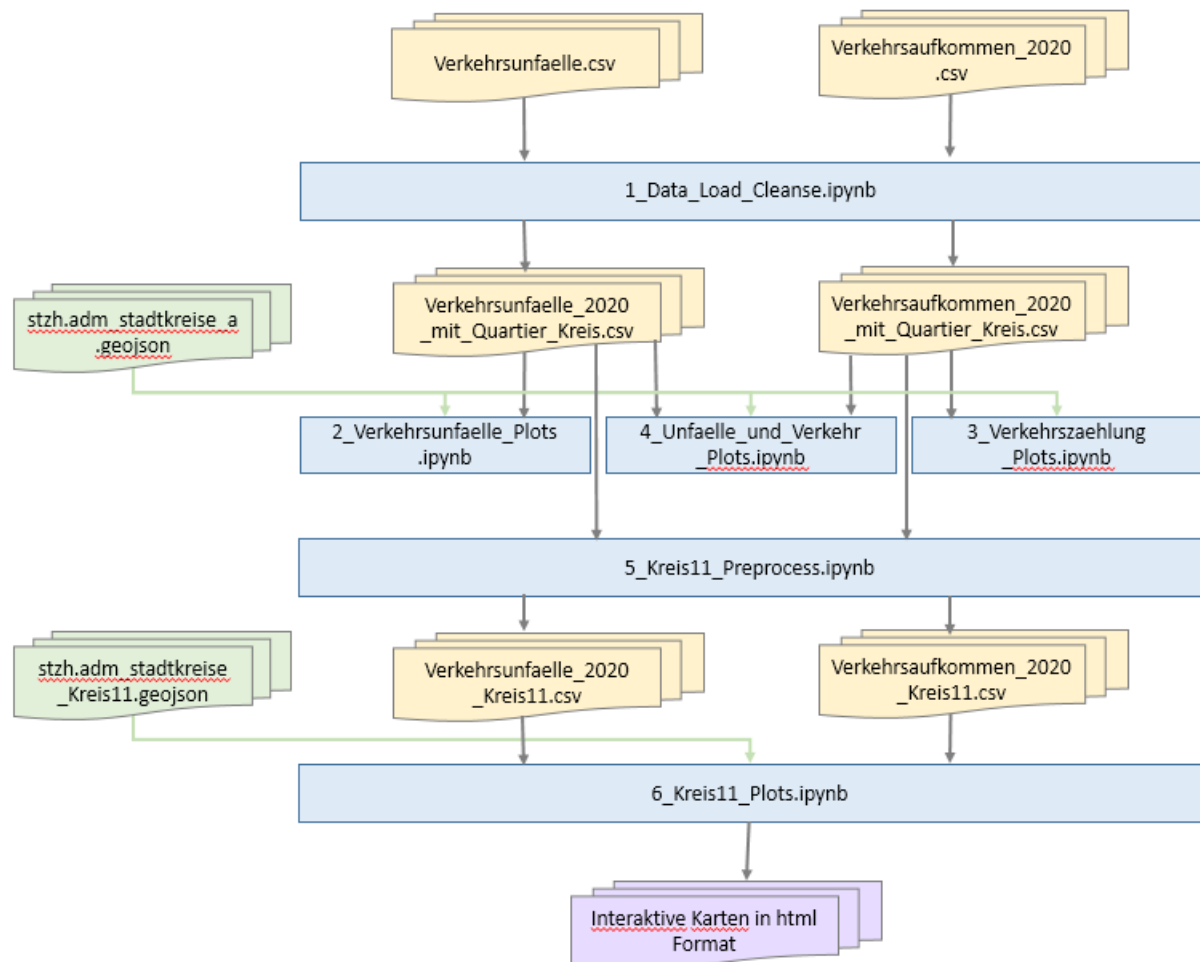 Verkehrsunfaelle.csv
Verkehrsaufkommen_2020
.csv
1_Data_Load_Cleanse.ipynb
stzh.adm_stadtkreise_a
.geojson
Verkehrsunfaelle_2020
_mit_Quartier_Kreis.csv
Verkehrsaufkommen_2020
_mit_Quartier_Kreis.csv
2_Verkehrsunfaelle_Plots
.ipynb
4_Unfaelle_und_Verkehr
_Plots.ipynb
3_Verkehrszaehlung
_Plots.ipynb
5_Kreis11_Preprocess.ipynb
stzh.adm_stadtkreise
_Kreis11.geojson
Verkehrsunfaelle_2020
_Kreis11.csv
Verkehrsaufkommen_2020
_Kreis11.csv
6_Kreis11_Plots.ipynb
Interaktive Karten in html
Format